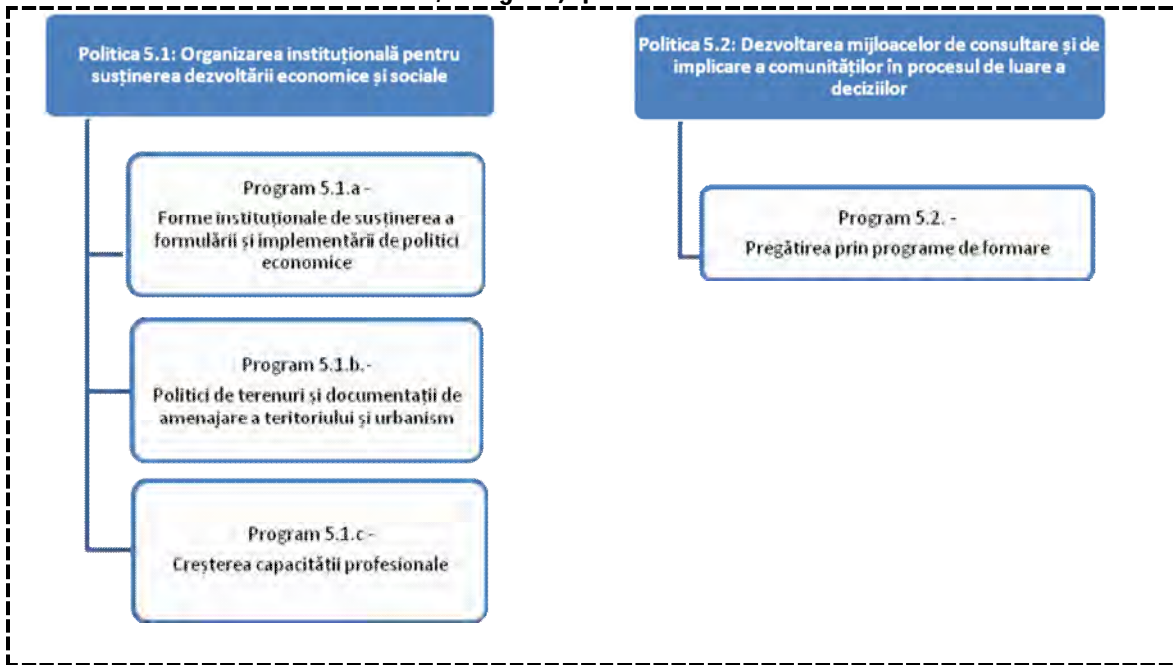 Politica 5.1: Organizarea instituțională pentru
susținerea dezvoltării economice și sociale
Program 5.1.a -
Forme instituționale de susținerea a
formulării și implementării de politici
economice
Program 5.1.b.-
Politici de terenuri și documentații de
amenajare a teritoriului și urbanism
Program 5.1.c -
Creșterea capacității profesionale
Politica 5.2: Dezvoltarea mijloacelor de consultare și de
implicare a comunităților în procesul de luare a
deciziilor
Program 5.2. -
Pregătirea prin programe de formare